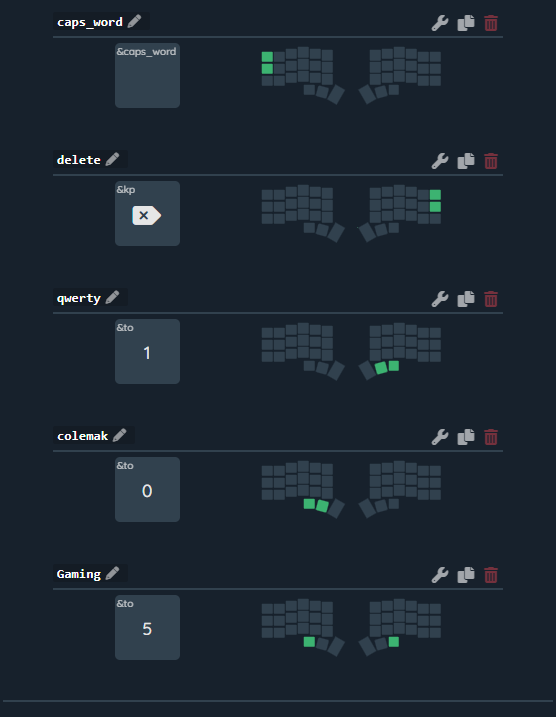 caps_word
&caps_word
delete
&kp
qwerty
&to
1
colemak
&to
0
Gaming
&to
5